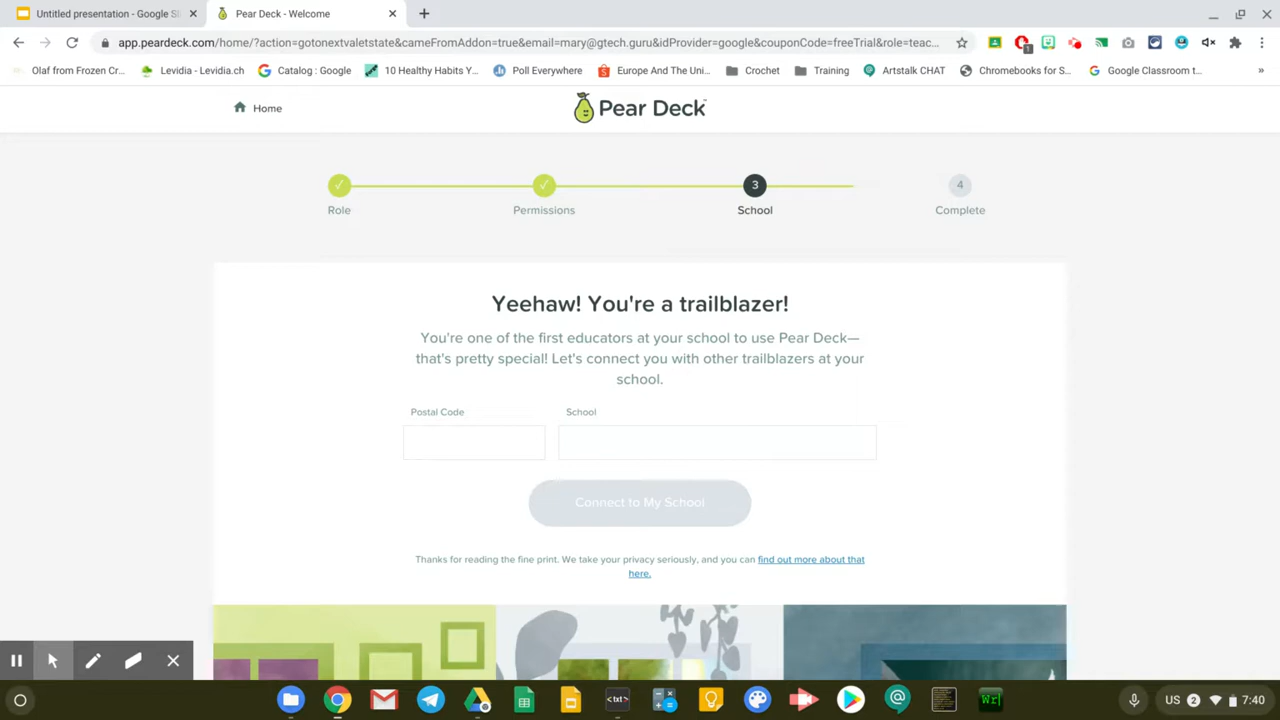 Untitled presentation - Google Sl
Pear Deck - Welcome
app.peardeck.com/home/?action=gotonextvaletstate&cameFromAddon=true&email=mary@gtech.guru&idProvider=google&couponCode=freeTrial&role=teac...
Olaf from Frozen Cr... Levidia - Levidia.ch Catalog : Google 10 Healthy Habits Y... Poll Everywhere Europe And The Uni... Crochet Training Artstalk CHAT Chromebooks for S... Google Classroom t... »
Home
Pear Deck
3 4
Role Permissions School Complete
Yeehaw! You're a trailblazer!
You're one of the first educators at your school to use Pear Deck—
that's pretty special! Let's connect you with other trailblazers at your
school.
Postal Code School
Connect to My School
Thanks for reading the fine print. We take your privacy seriously, and you can find out more about that
here.
<txt> Wr US 2 7:40